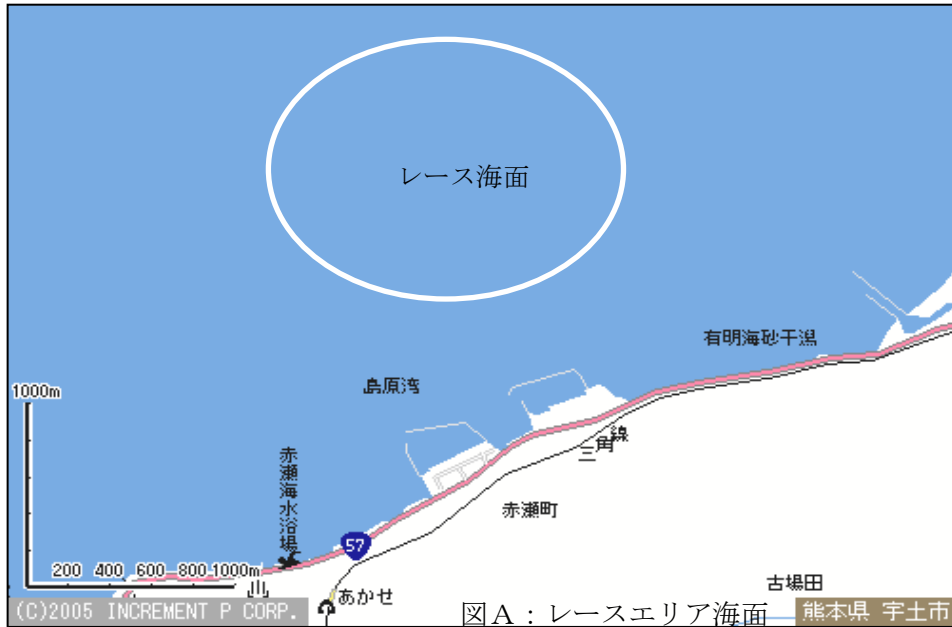 レース海面
有明海砂干潟
島原湾
1000m
三角線
赤瀬海水浴場
赤瀬町
57
200 400 600 800 1000m
あかせ
古場田
図A：レースエリア海面
(C)2005 INCREMENT P CORP.
熊本県 宇土市